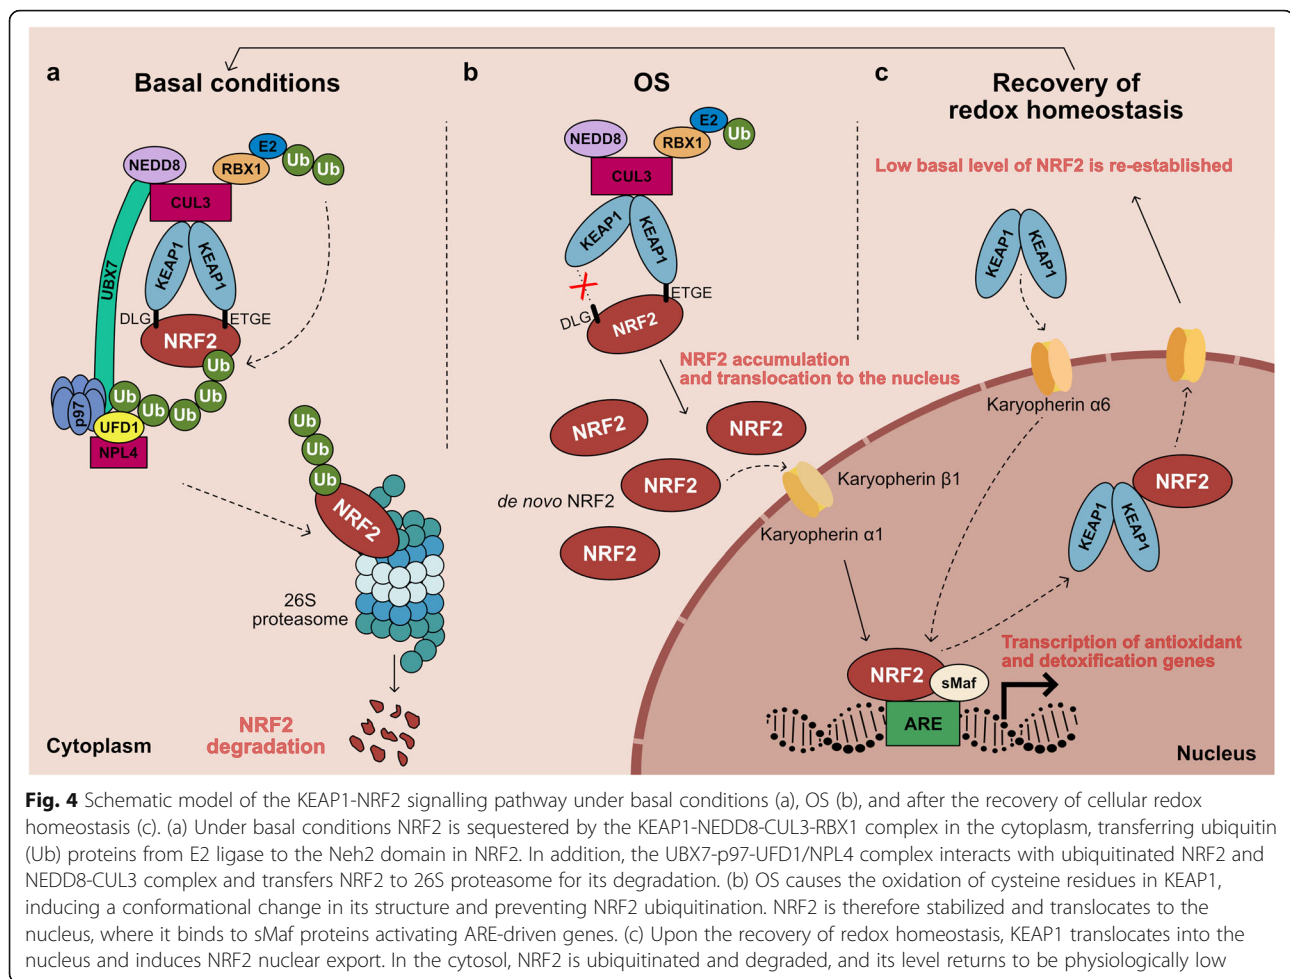 a
Basal conditions
NEDD8
RBX1
E2
Ub
Ub
CUL3
UBX7
KEAP1
KEAP1
DLG
ETGE
NRF2
Ub
Ub
Ub
Ub
Ub
Ub
p97
UFD1
NPL4
Ub
Ub
Ub
NRF2
26S
proteasome
NRF2
degradation
Cytoplasm
b
OS
NEDD8
RBX1
E2
Ub
CUL3
KEAP1
KEAP1
DLG
ETGE
NRF2
NRF2 accumulation
and translocation to the nucleus
NRF2
NRF2
NRF2
de novo NRF2
NRF2
Karyopherin β1
Karyopherin α1
c
Recovery of
redox homeostasis
Low basal level of NRF2 is re-established
KEAP1
KEAP1
Karyopherin α6
NRF2
KEAP1
KEAP1
Transcription of antioxidant
and detoxification genes
NRF2
sMaf
ARE
Nucleus
Fig. 4 Schematic model of the KEAP1-NRF2 signalling pathway under basal conditions (a), OS (b), and after the recovery of cellular redox
homeostasis (c). (a) Under basal conditions NRF2 is sequestered by the KEAP1-NEDD8-CUL3-RBX1 complex in the cytoplasm, transferring ubiquitin
(Ub) proteins from E2 ligase to the Neh2 domain in NRF2. In addition, the UBX7-p97-UFD1/NPL4 complex interacts with ubiquitinated NRF2 and
NEDD8-CUL3 complex and transfers NRF2 to 26S proteasome for its degradation. (b) OS causes the oxidation of cysteine residues in KEAP1,
inducing a conformational change in its structure and preventing NRF2 ubiquitination. NRF2 is therefore stabilized and translocates to the
nucleus, where it binds to sMaf proteins activating ARE-driven genes. (c) Upon the recovery of redox homeostasis, KEAP1 translocates into the
nucleus and induces NRF2 nuclear export. In the cytosol, NRF2 is ubiquitinated and degraded, and its level returns to be physiologically low